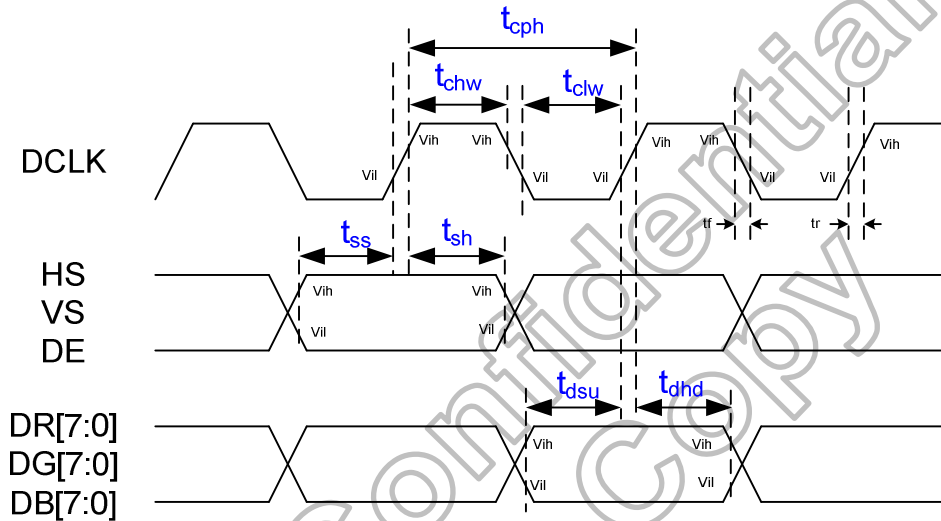 tcph
tchw tclw
DCLK Vil Vih Vih Vil Vil Vih Vih Vil Vil Vih
tf tr
tss tsh
HS
VS
DE
Vih Vih
Vil Vil
tdsu tdhd
DR[7:0]
DG[7:0]
DB[7:0]
Vih Vih
Vil Vil
Confidential
Copy